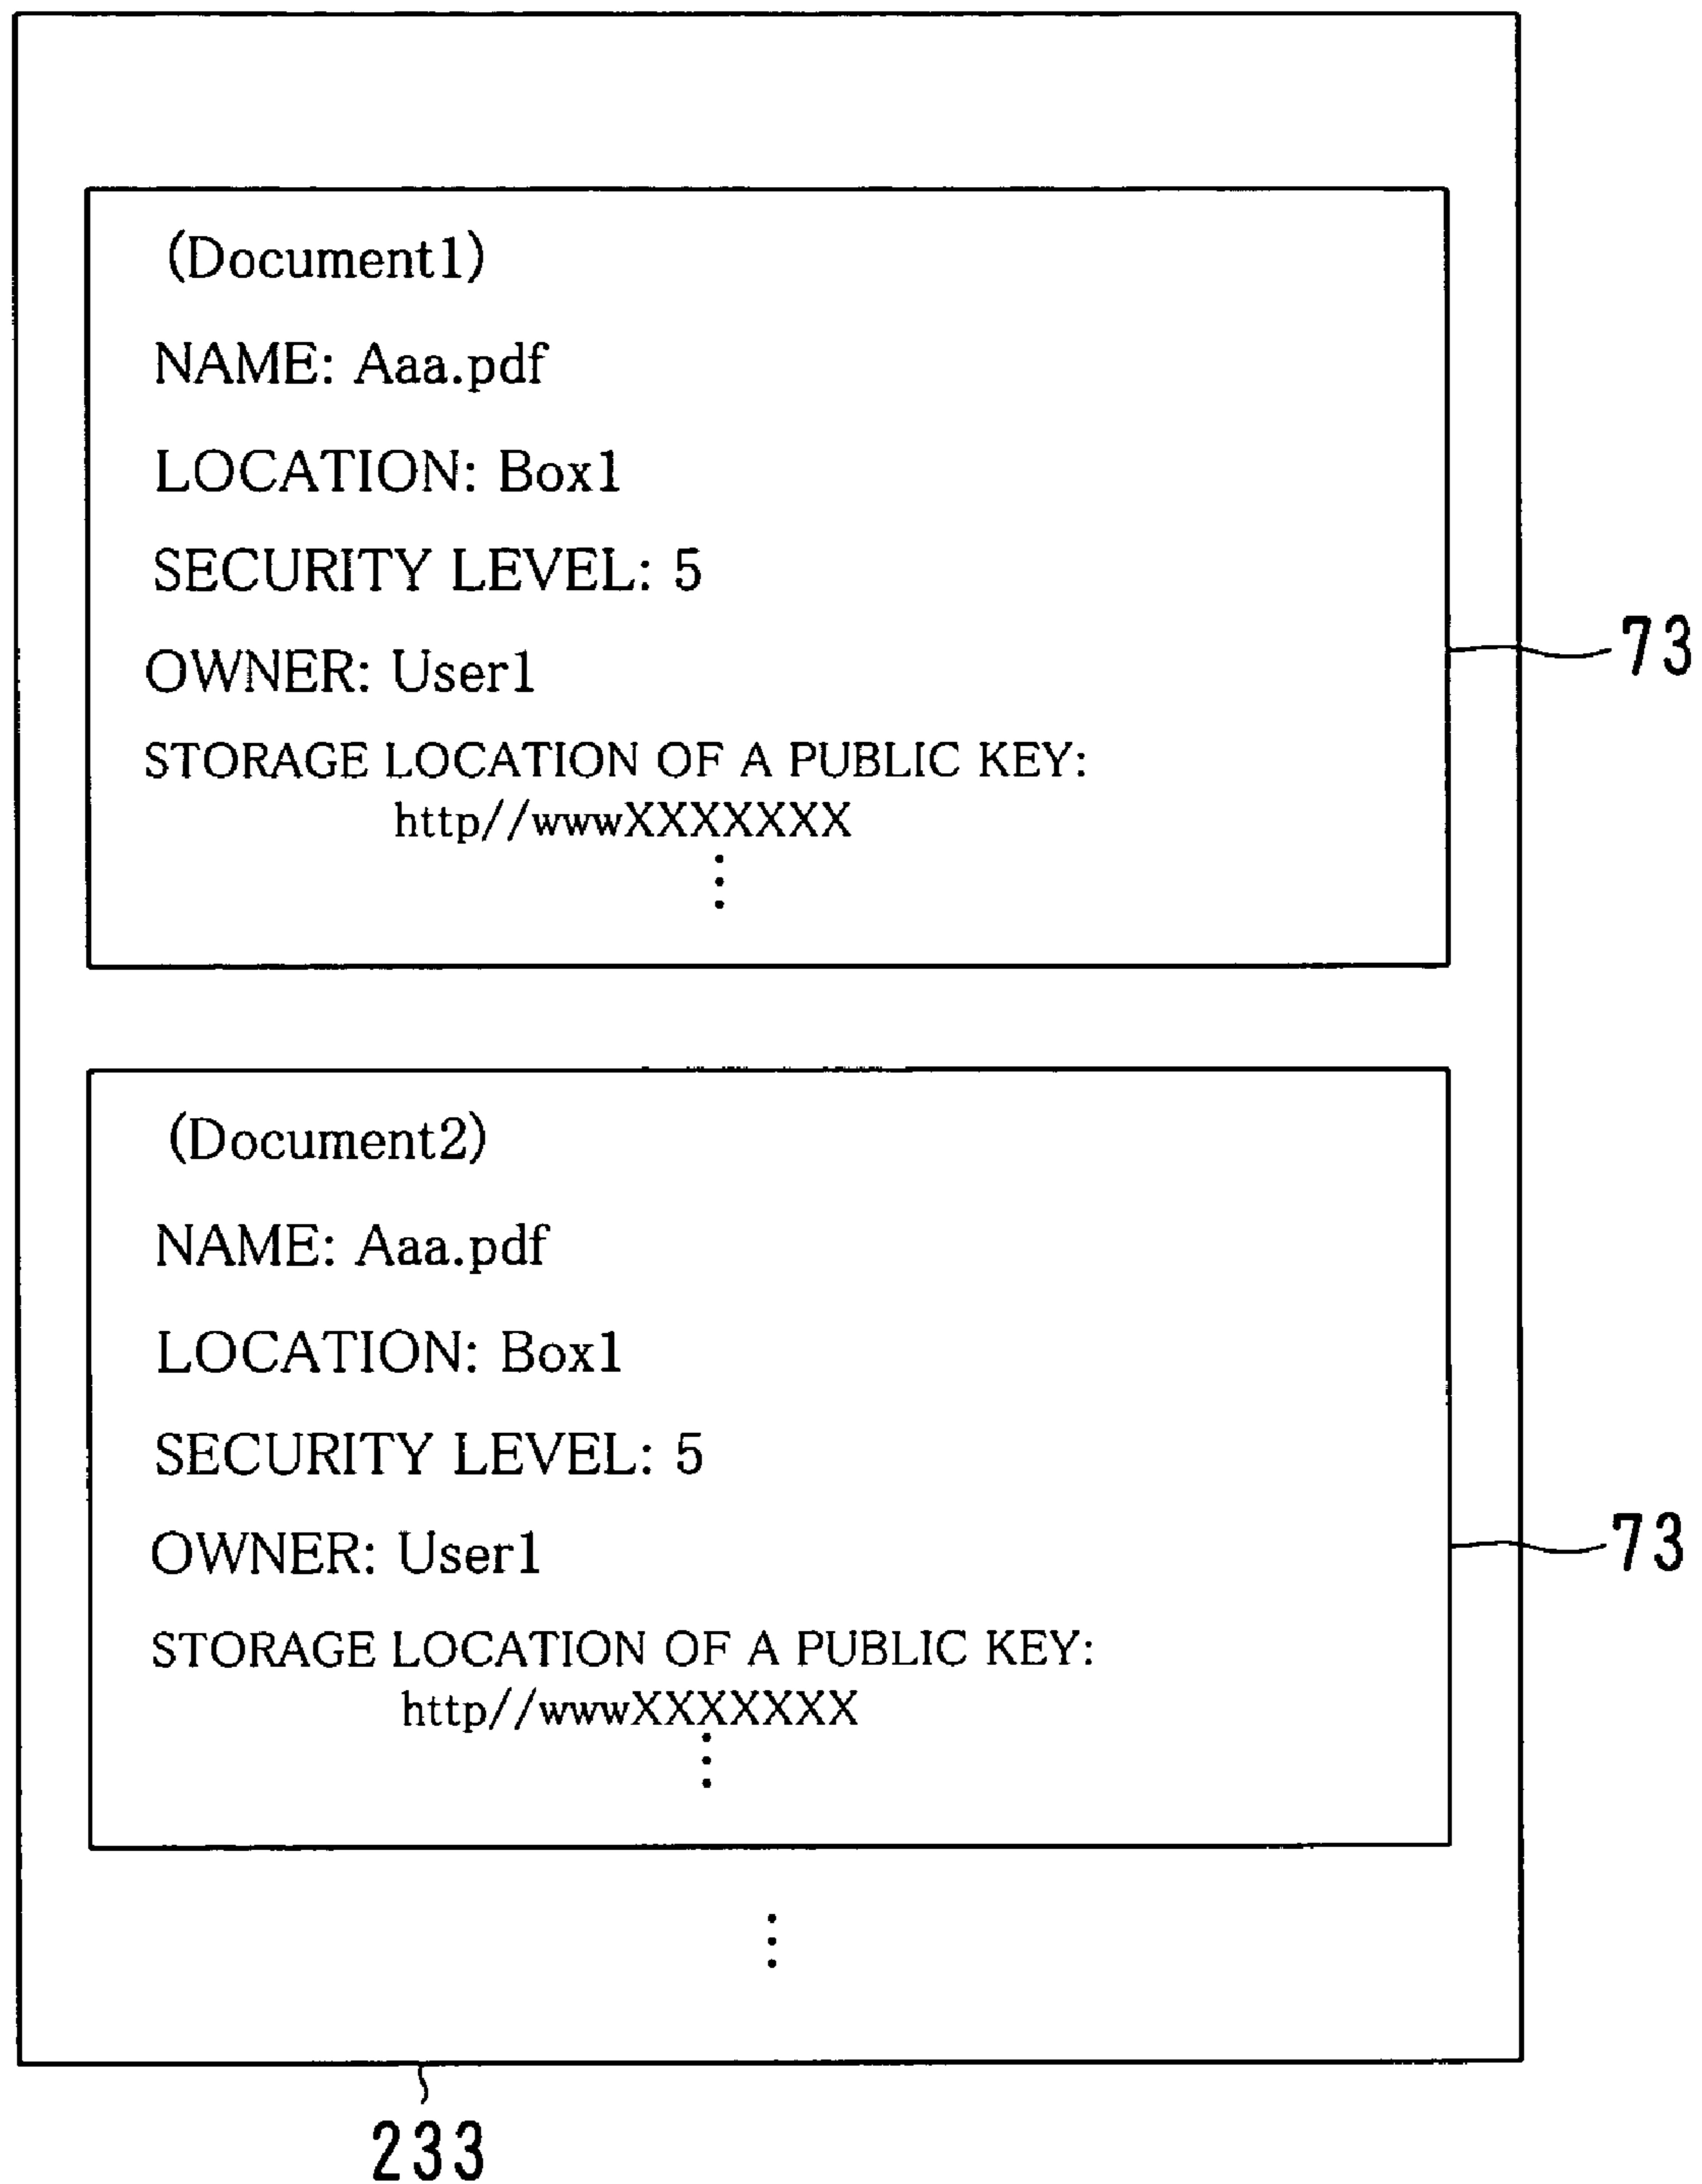 (Document1)
NAME: Aaa.pdf
LOCATION: Box1
SECURITY LEVEL: 5
OWNER: User1
73
STORAGE LOCATION OF A PUBLIC KEY:
http//wwwXXXXXXX
(Document2)
NAME: Aaa.pdf
LOCATION: Box1
SECURITY LEVEL: 5
OWNER: User1
73
STORAGE LOCATION OF A PUBLIC KEY:
http//wwwXXXXXXX
233